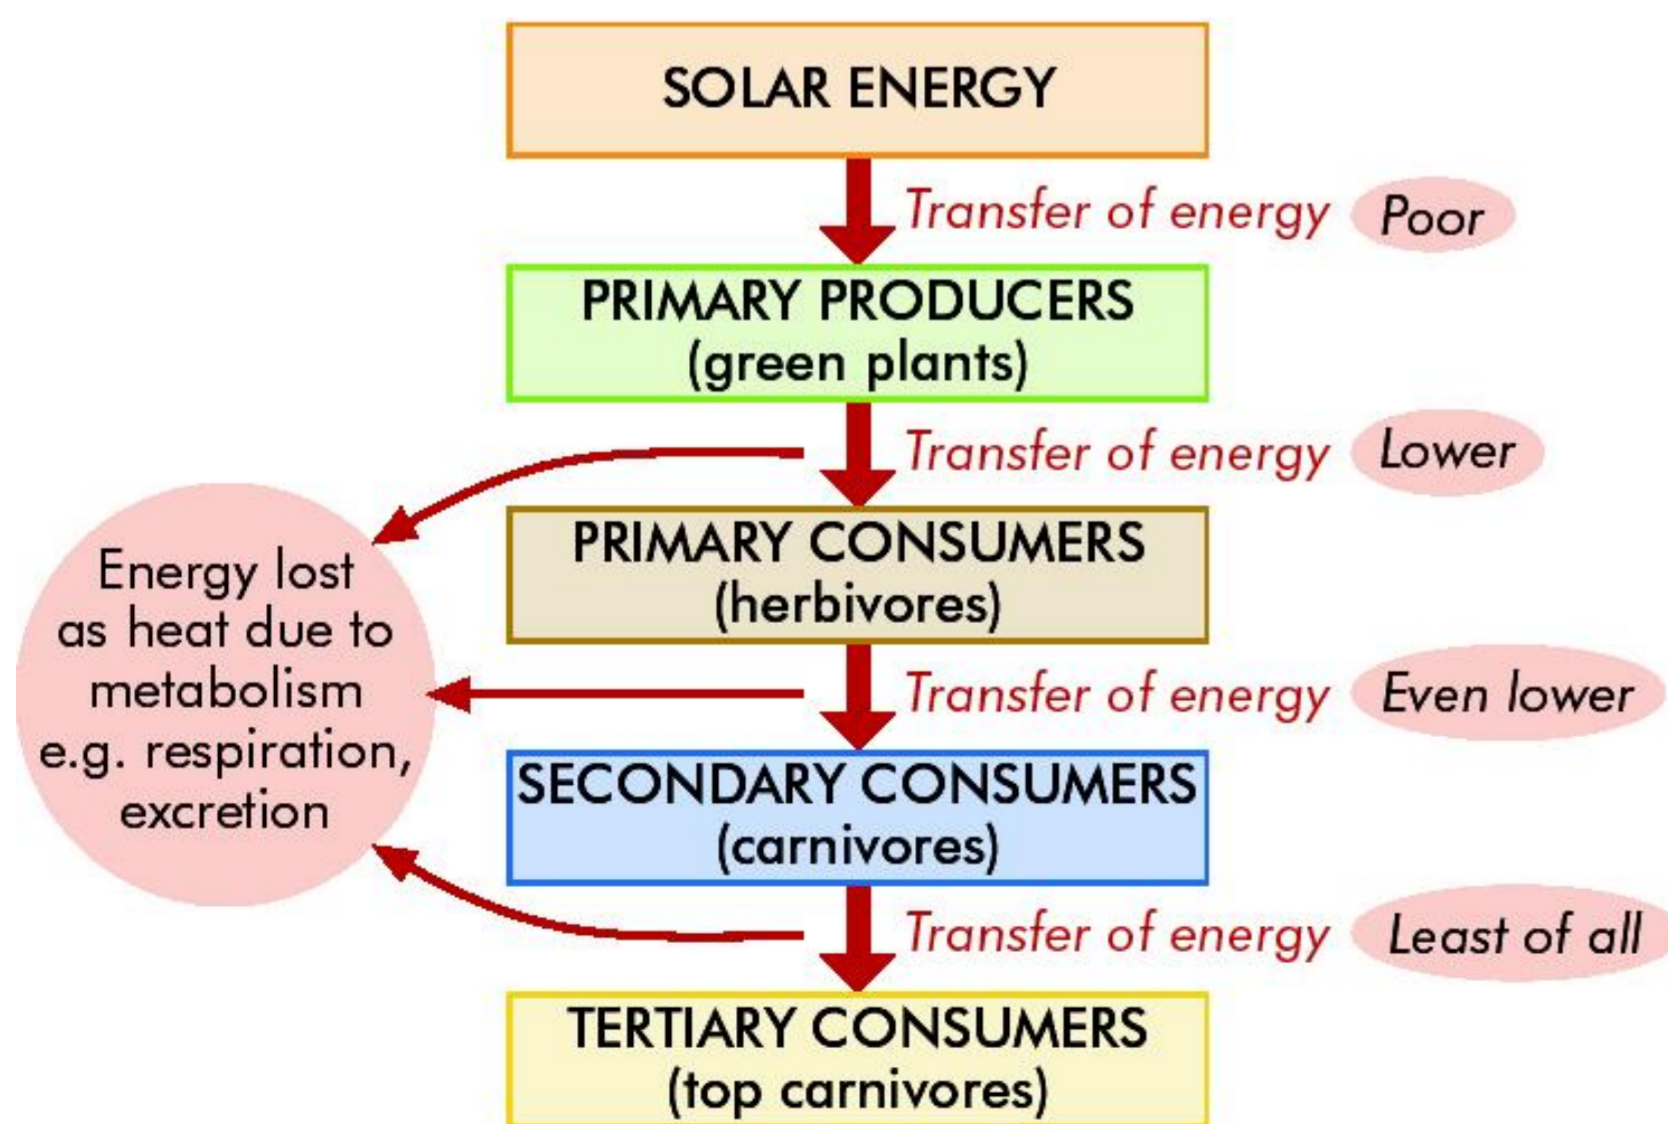 SOLAR ENERGY
Transfer of energy Poor
PRIMARY PRODUCERS
(green plants)
Transfer of energy Lower
PRIMARY CONSUMERS
(herbivores)
Energy lost
as heat due to
metabolism
e.g. respiration,
excretion
Transfer of energy Even lower
SECONDARY CONSUMERS
(carnivores)
Transfer of energy Least of all
TERTIARY CONSUMERS
(top carnivores)